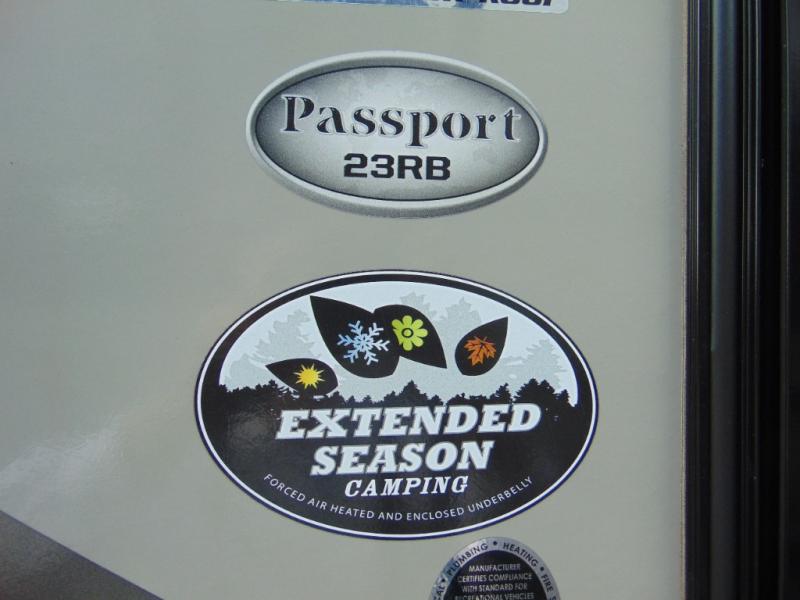 Passport
23RB
EXTENDED
SEASON
CAMPING
FORCED AIR HEATED AND ENCLOSED UNDERBELLY
PLUMBING • HEATING • FIRE
MANUFACTURER
CERTIFIES COMPLIANCE
WITH STANDARD FOR
RECREATIONAL VEHICLES